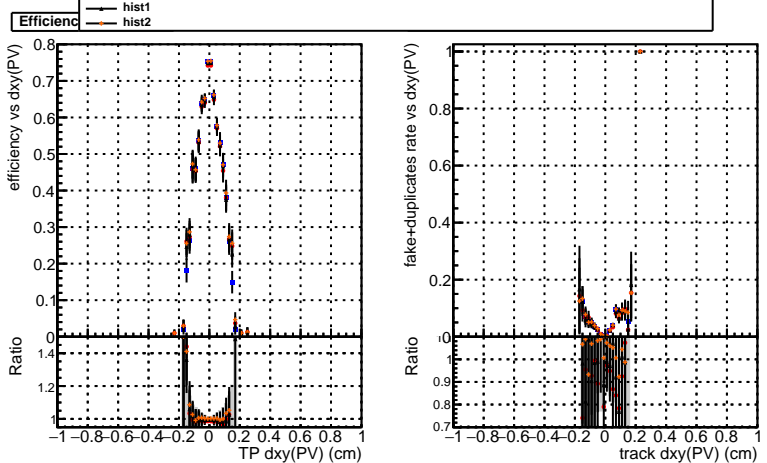 hist1
Efficienc
hist2
efficiency vs dxy(PV)
0.8
0.7
0.6
0.5
0.4
0.3
0.2
0.1
0
Ratio
1.4
1.2
1
−1 −0.8 −0.6 −0.4 −0.2 0 0.2 0.4 0.6 0.8 1
TP dxy(PV) (cm)
fake+duplicates rate vs dxy(PV)
1
0.8
0.6
0.4
0.2
Ratio
0.9
0.8
0.7
−1 −0.8 −0.6 −0.4 −0.2 0 0.2 0.4 0.6 0.8 1
track dxy(PV) (cm)